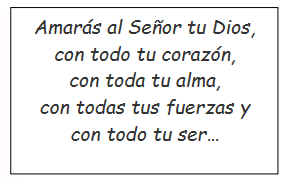 Amarás al Señor tu Dios,
con todo tu corazón,
con toda tu alma,
con todas tus fuerzas y
con todo tu ser…